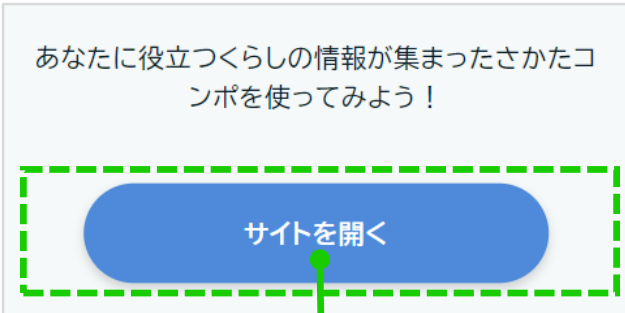 あなたに役立つくらしの情報が集まったさかたコ
ンポを使ってみよう！
サイトを開く